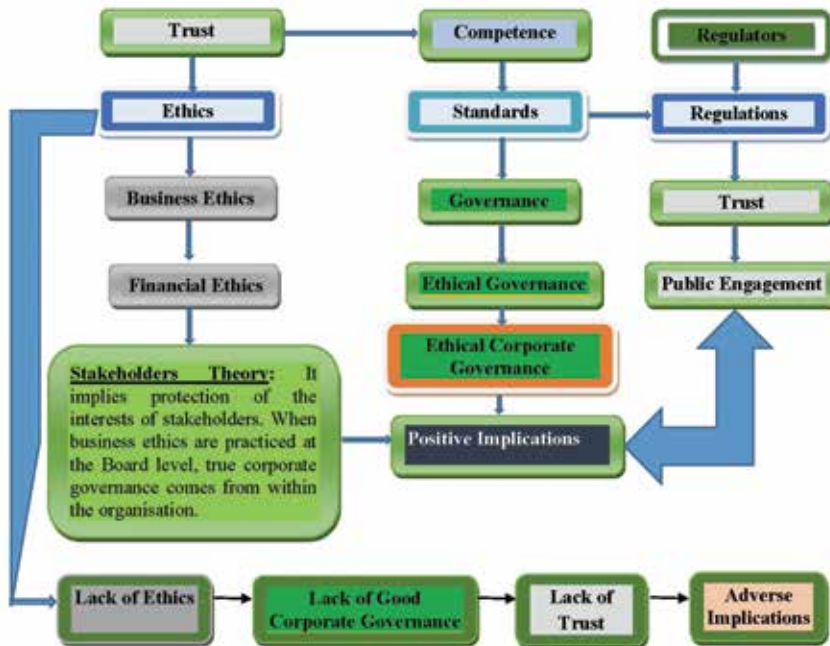 Trust
Competence
Regulators
Ethics
Standards
Regulations
Business Ethics
Governance
Trust
Financial Ethics
Ethical Governance
Public Engagement
Ethical Corporate
Governance
Stakeholders Theory: It
implies protection of the
interests of stakeholders. When
business ethics are practiced at
the Board level, true corporate
governance comes from within
the organisation.
Positive Implications
Lack of Ethics
Lack of Good
Corporate Governance
Lack of
Trust
Adverse
Implications